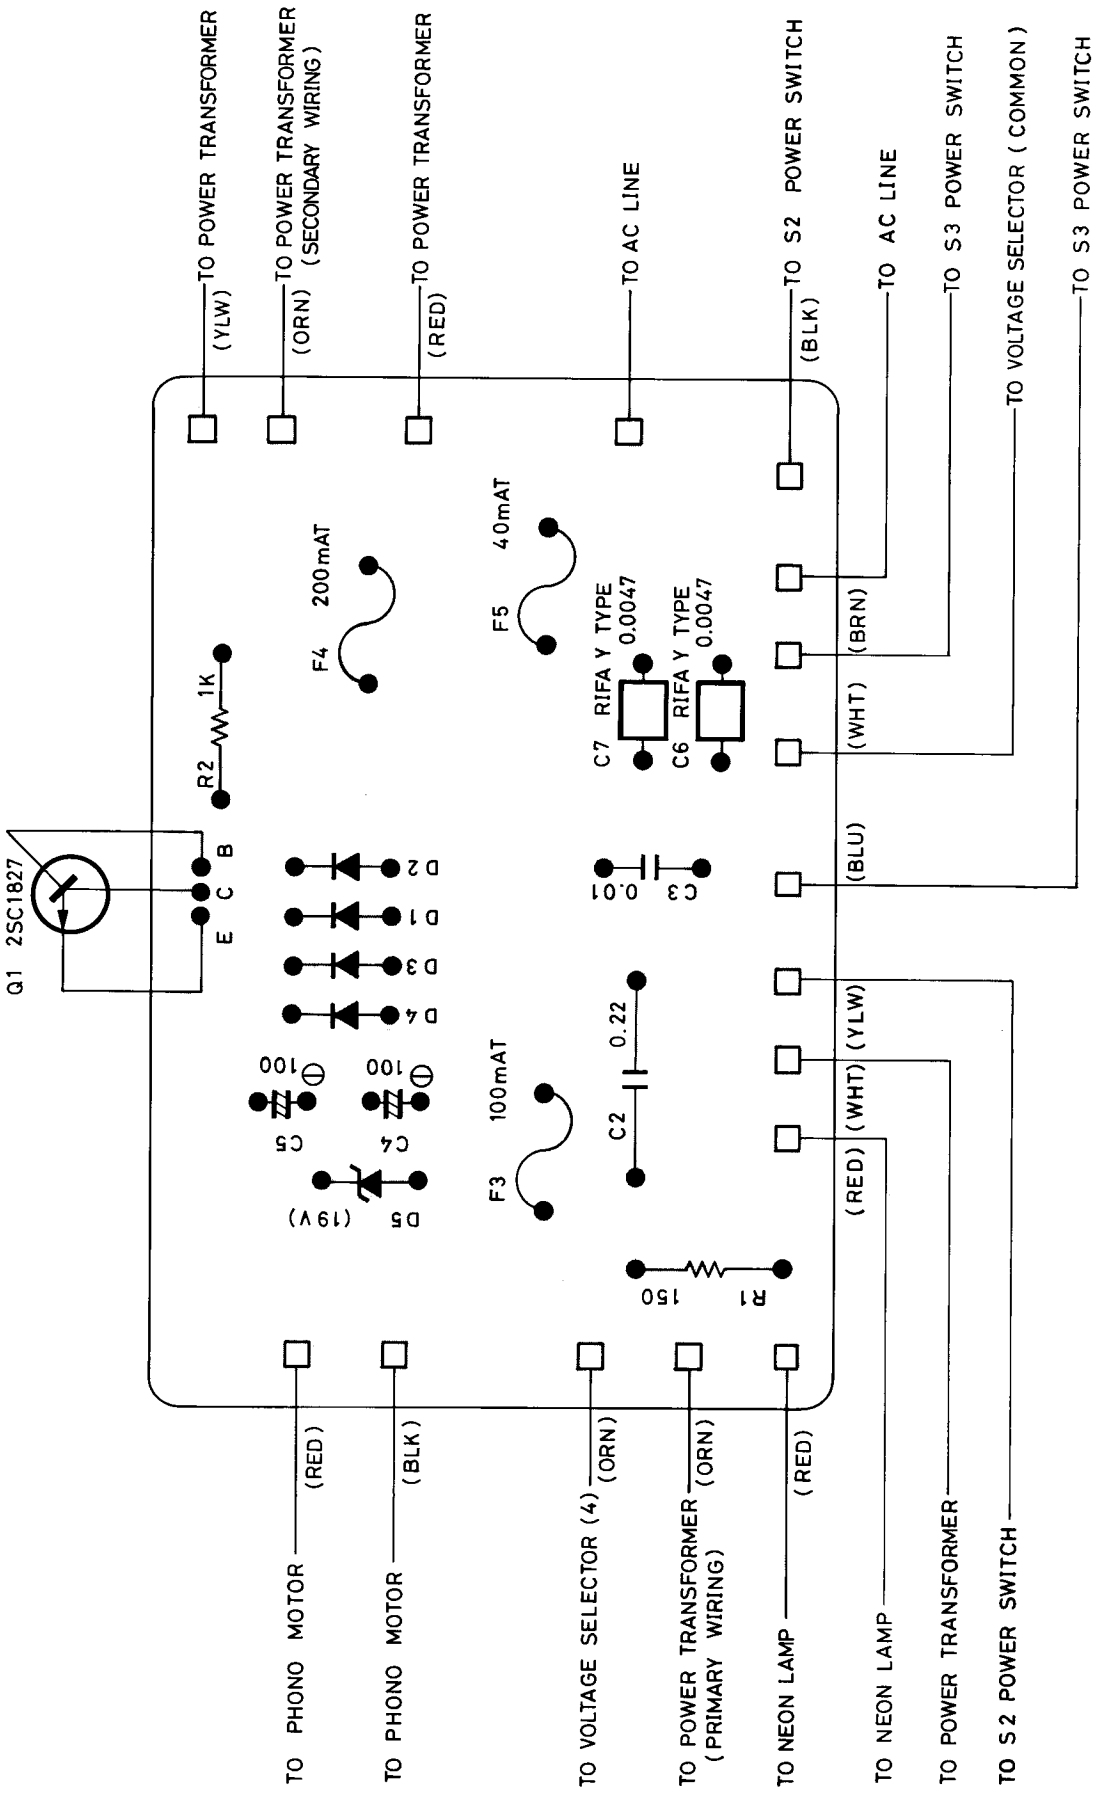 TO POWER TRANSFORMER
(YLW)
TO POWER TRANSFORMER
(SECONDARY WIRING)
(ORN)
TO POWER TRANSFORMER
(RED)
TO AC LINE
TO S2 POWER SWITCH
(BLK)
TO AC LINE
TO S3 POWER SWITCH
TO VOLTAGE SELECTOR (COMMON)
TO S3 POWER SWITCH
(BRN)
(WHT)
(BLU)
(YLW)
(WHT)
(RED)
Q1 2SC1827
E
C
B
R2
1K
F4
200mAT
F5
40mAT
C7
RIFA Y TYPE
0.0047
C6
RIFA Y TYPE
0.0047
D2
D1
D3
D4
0.01
C3
100
C5
100
C4
(19V)
D5
F3
100mAT
C2
0.22
150
R1
TO PHONO MOTOR
(RED)
TO PHONO MOTOR
(BLK)
TO VOLTAGE SELECTOR (4)
(ORN)
TO POWER TRANSFORMER
(PRIMARY WIRING)
(ORN)
TO NEON LAMP
(RED)
TO NEON LAMP
TO POWER TRANSFORMER
TO S2 POWER SWITCH